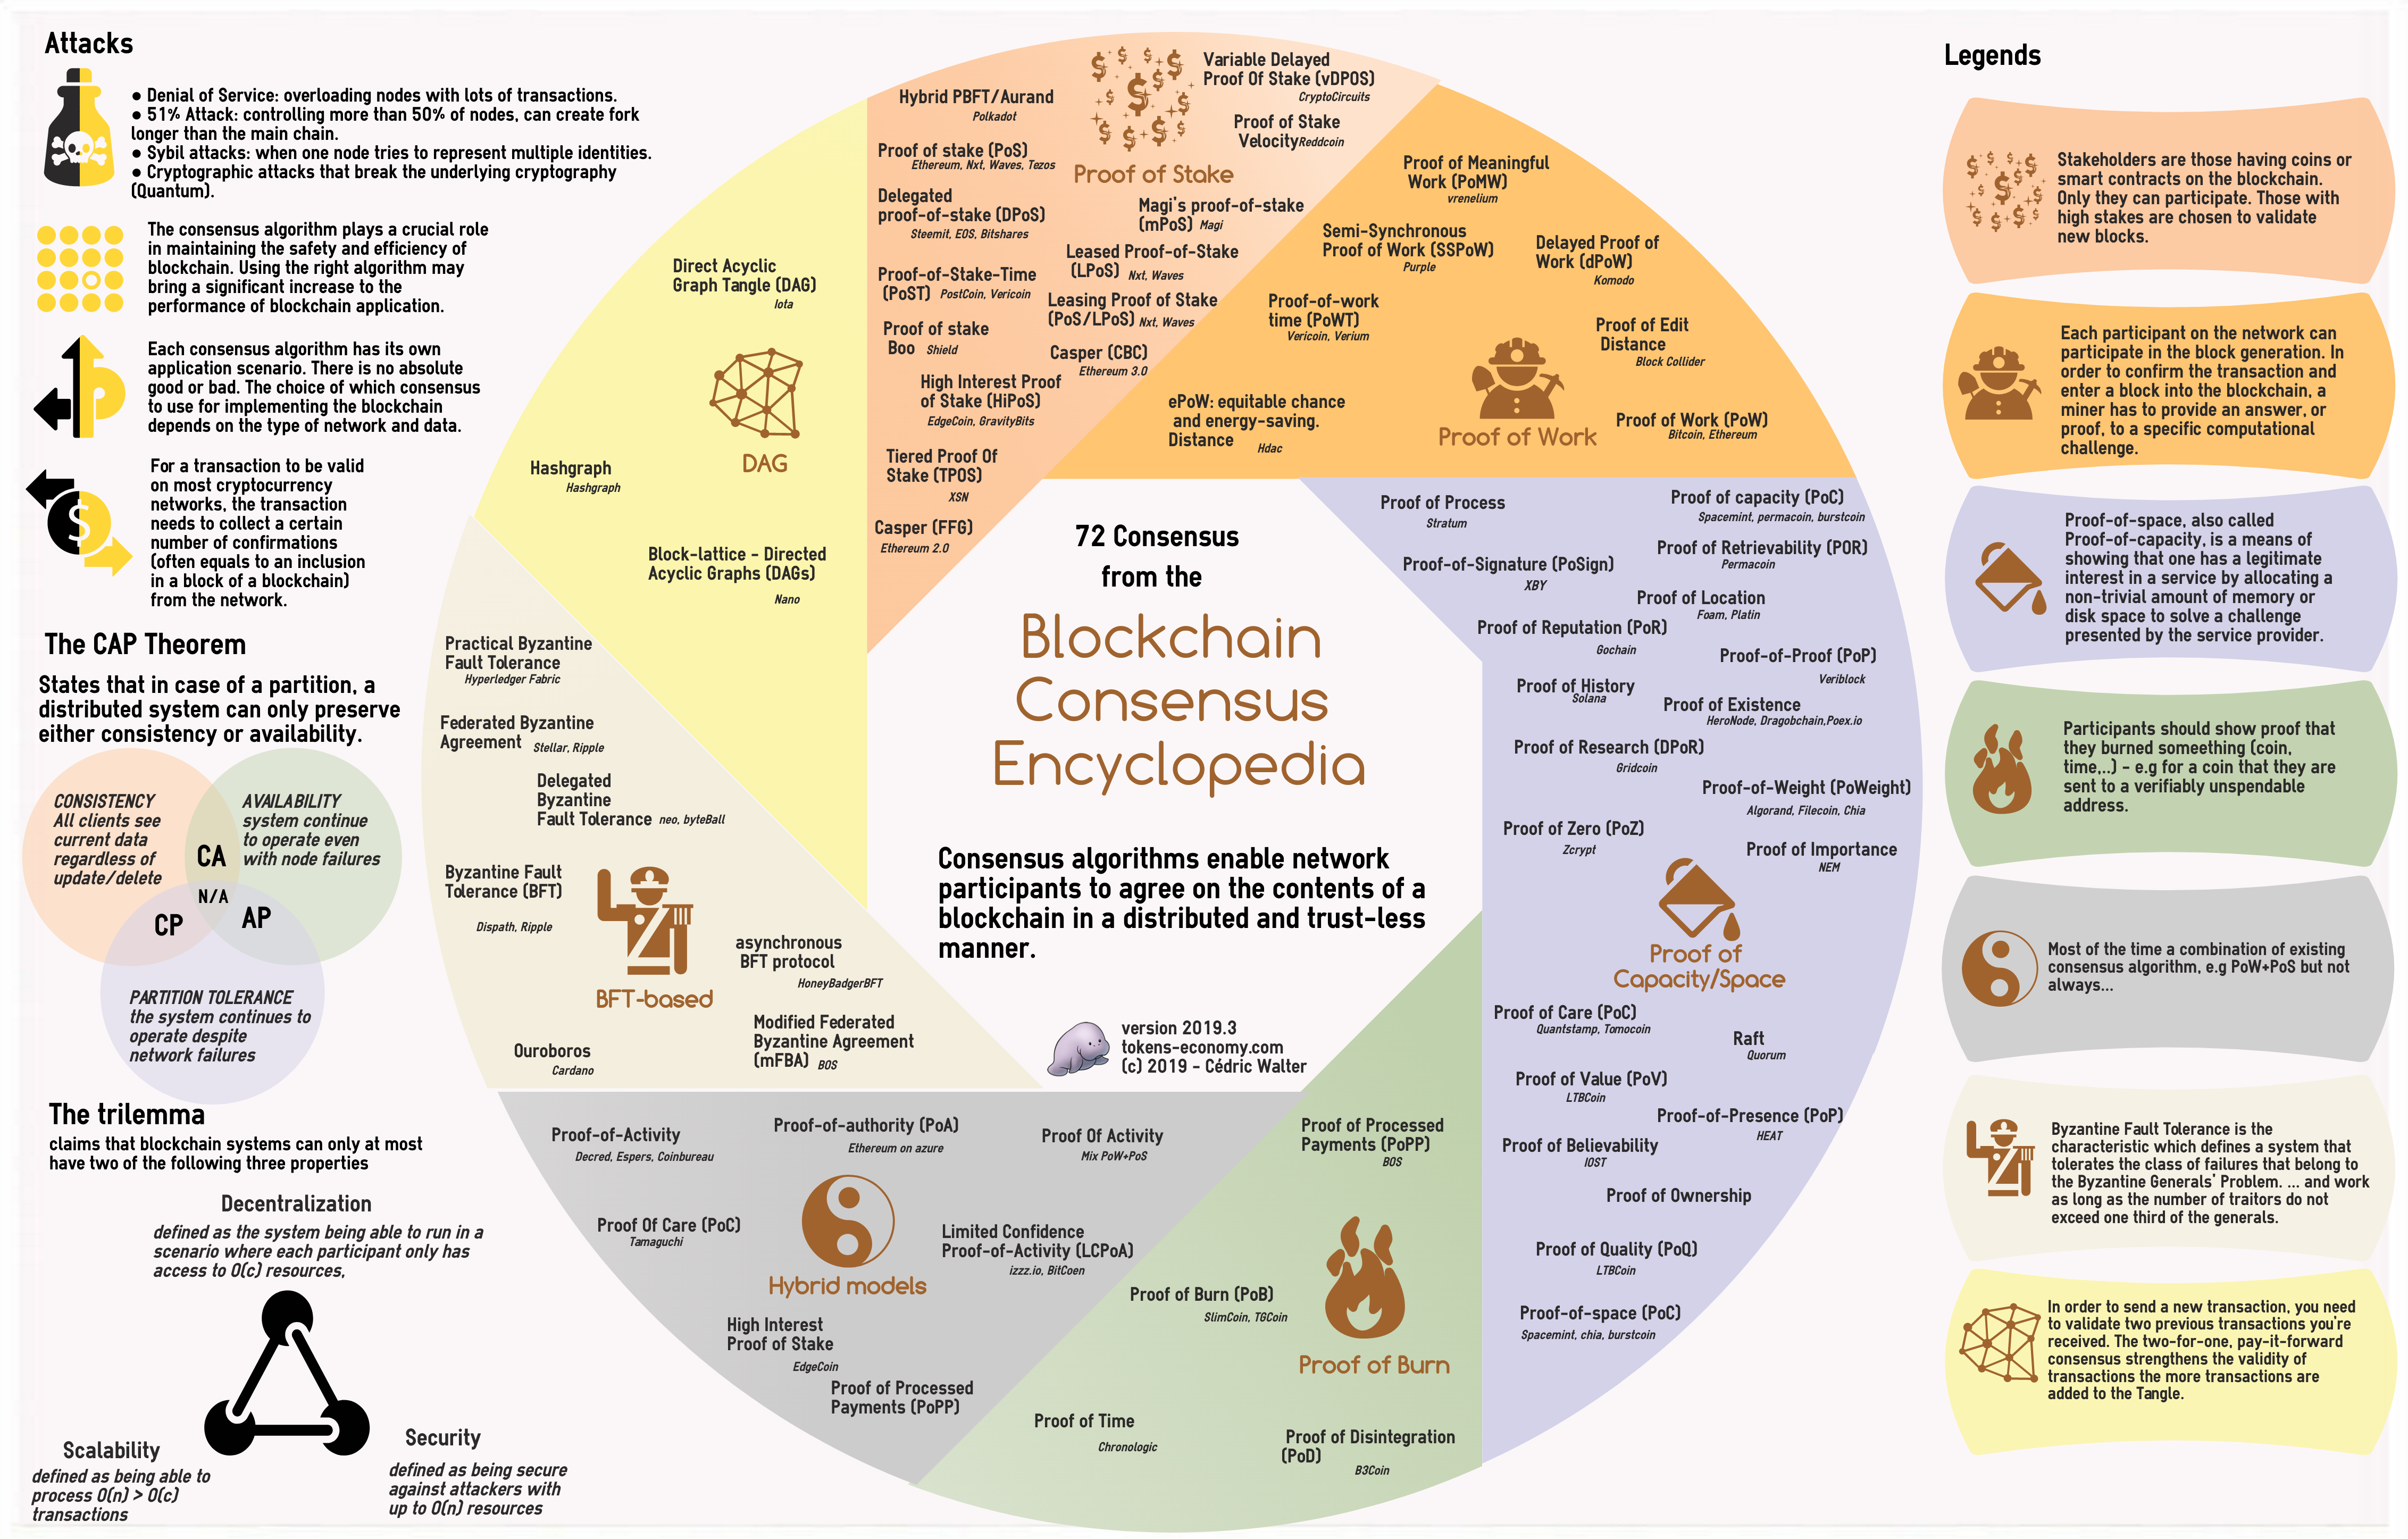 Attacks
● Denial of Service: overloading nodes with lots of transactions.
● 51% Attack: controlling more than 50% of nodes, can create fork
longer than the main chain.
● Sybil attacks: when one node tries to represent multiple identities.
● Cryptographic attacks that break the underlying cryptography
(Quantum).
The consensus algorithm plays a crucial role
in maintaining the safety and efficiency of
blockchain. Using the right algorithm may
bring a significant increase to the
performance of blockchain application.
Each consensus algorithm has its own
application scenario. There is no absolute
good or bad. The choice of which consensus
to use for implementing the blockchain
depends on the type of network and data.
For a transaction to be valid
on most cryptocurrency
networks, the transaction
needs to collect a certain
number of confirmations
(often equals to an inclusion
in a block of a blockchain)
from the network.
The CAP Theorem
States that in case of a partition, a
distributed system can only preserve
either consistency or availability.
CONSISTENCY
All clients see
current data
regardless of
update/delete
AVAILABILITY
system continue
to operate even
with node failures
CA
N/A
CP
AP
PARTITION TOLERANCE
the system continues to
operate despite
network failures
The trilemma
claims that blockchain systems can only at most
have two of the following three properties
Decentralization
defined as the system being able to run in a
scenario where each participant only has
access to O(c) resources,
Scalability
defined as being able to
process O(n) > O(c)
transactions
Security
defined as being secure
against attackers with
up to O(n) resources
Hybrid PBFT/Aurand
Polkadot
Proof of stake (PoS)
Ethereum, Nxt, Waves, Tezos
Delegated
proof-of-stake (DPoS)
Steemit, EOS, Bitshares
Proof-of-Stake-Time
(PoST) PostCoin, Vericoin
Proof of stake
Boo Shield
High Interest Proof
of Stake (HiPoS)
EdgeCoin, GravityBits
Tiered Proof Of
Stake (TPOS)
XSN
Casper (FFG)
Ethereum 2.0
Proof of Stake
Variable Delayed
Proof Of Stake (vDPOS)
CryptoCircuits
Proof of Stake
Velocity Reddcoin
Magi's proof-of-stake
(mPoS) Magi
Leased Proof-of-Stake
(LPoS) Nxt, Waves
Leasing Proof of Stake
(PoS/LPoS) Nxt, Waves
Casper (CBC)
Ethereum 3.0
Proof of Meaningful
Work (PoMW)
vrenelium
Semi-Synchronous
Proof of Work (SSPoW)
Purple
Delayed Proof of
Work (dPoW)
Komodo
Proof-of-work
time (PoWT)
Vericoin, Verium
Proof of Edit
Distance
Block Collider
ePoW: equitable chance
and energy-saving.
Distance Hdac
Proof of Work (PoW)
Bitcoin, Ethereum
Proof of Work
Direct Acyclic
Graph Tangle (DAG)
Iota
DAG
Hashgraph
Hashgraph
Block-lattice - Directed
Acyclic Graphs (DAGs)
Nano
72 Consensus
from the
Blockchain
Consensus
Encyclopedia
Consensus algorithms enable network
participants to agree on the contents of a
blockchain in a distributed and trust-less
manner.
version 2019.3
tokens-economy.com
(c) 2019 - Cédric Walter
Proof of Process
Stratum
Proof of capacity (PoC)
Spacemint, permacoin, burstcoin
Proof-of-Signature (PoSign)
XBY
Proof of Retrievability (POR)
Permacoin
Proof of Location
Foam, Platin
Proof of Reputation (PoR)
Gochain
Proof-of-Proof (PoP)
Veriblock
Proof of History
Solana
Proof of Existence
HeroNode, Dragobchain,Poex.io
Proof of Research (DPoR)
Gridcoin
Proof-of-Weight (PoWeight)
Algorand, Filecoin, Chia
Proof of Zero (PoZ)
Zcrypt
Proof of Importance
NEM
Proof of
Capacity/Space
Proof of Care (PoC)
Quantstamp, Tomocoin
Raft
Quorum
Proof of Value (PoV)
LTBCoin
Proof-of-Presence (PoP)
HEAT
Proof of Believability
IOST
Proof of Ownership
Proof of Quality (PoQ)
LTBCoin
Proof-of-space (PoC)
Spacemint, chia, burstcoin
Practical Byzantine
Fault Tolerance
Hyperledger Fabric
Federated Byzantine
Agreement Stellar, Ripple
Delegated
Byzantine
Fault Tolerance neo, byteBall
Byzantine Fault
Tolerance (BFT)
Dispath, Ripple
BFT-based
asynchronous
BFT protocol
HoneyBadgerBFT
Modified Federated
Byzantine Agreement
(mFBA) BOS
Ouroboros
Cardano
Proof-of-Activity
Decred, Espers, Coinbureau
Proof-of-authority (PoA)
Ethereum on azure
Proof Of Activity
Mix PoW+PoS
Proof Of Care (PoC)
Tamaguchi
Limited Confidence
Proof-of-Activity (LCPoA)
izzz.io, BitCoen
Hybrid models
High Interest
Proof of Stake
EdgeCoin
Proof of Processed
Payments (PoPP)
Proof of Processed
Payments (PoPP)
BOS
Proof of Burn (PoB)
SlimCoin, TGCoin
Proof of Burn
Proof of Time
Chronologic
Proof of Disintegration
(PoD)
B3Coin
Legends
Stakeholders are those having coins or
smart contracts on the blockchain.
Only they can participate. Those with
high stakes are chosen to validate
new blocks.
Each participant on the network can
participate in the block generation. In
order to confirm the transaction and
enter a block into the blockchain, a
miner has to provide an answer, or
proof, to a specific computational
challenge.
Proof-of-space, also called
Proof-of-capacity, is a means of
showing that one has a legitimate
interest in a service by allocating a
non-trivial amount of memory or
disk space to solve a challenge
presented by the service provider.
Participants should show proof that
they burned someething (coin,
time,..) - e.g for a coin that they are
sent to a verifiably unspendable
address.
Most of the time a combination of existing
consensus algorithm, e.g PoW+PoS but not
always...
Byzantine Fault Tolerance is the
characteristic which defines a system that
tolerates the class of failures that belong to
the Byzantine Generals' Problem. ... and work
as long as the number of traitors do not
exceed one third of the generals.
In order to send a new transaction, you need
to validate two previous transactions you're
received. The two-for-one, pay-it-forward
consensus strengthens the validity of
transactions the more transactions are
added to the Tangle.